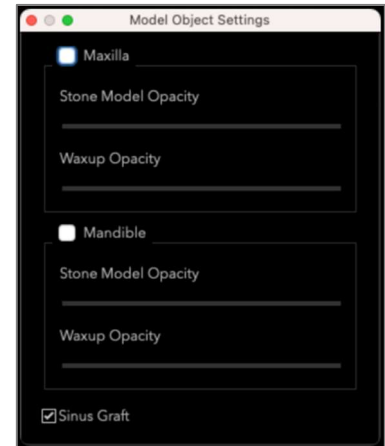 Model Object Settings
Maxilla
Stone Model Opacity
Waxup Opacity
Mandible
Stone Model Opacity
Waxup Opacity
Sinus Graft